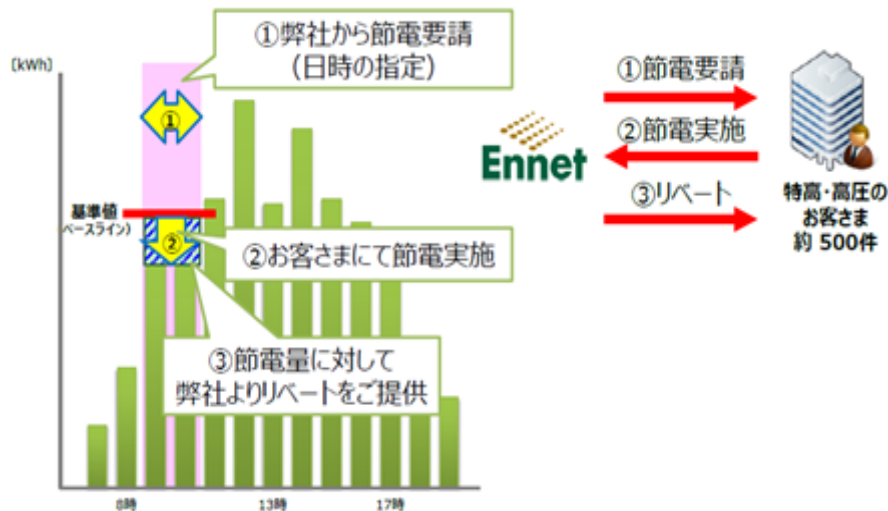 [kWh]
①弊社から節電要請
（日時の指定）
①
基準値
ベースライン）
②
②お客さまにて節電実施
③節電量に対して
弊社よりリベートをご提供
8時
13時
17時
Ennet
①節電要請
②節電実施
③リベート
特高・高圧の
お客さま
約 500件